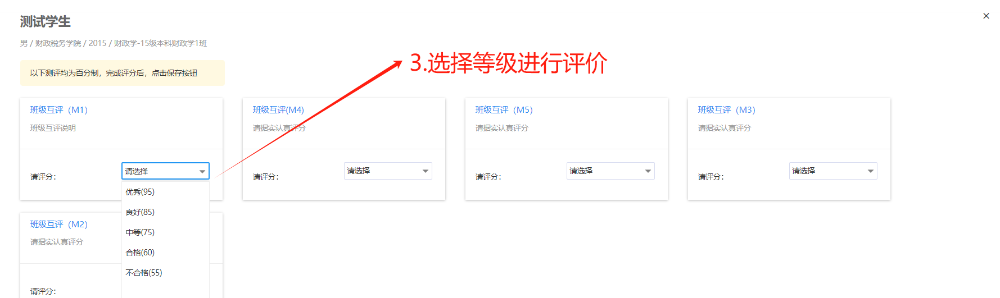 测试学生
男 / 财政税务学院 / 2015 / 财政学-15级本科财政学1班
3.选择等级进行评价
以下测评均为百分制，完成评分后，点击保存按钮
班级互评（M1）
班级互评说明
请评分：
请选择
优秀(95)
良好(85)
中等(75)
合格(60)
不合格(55)
班级互评(M4)
请据实认真评分
请评分：
请选择
班级互评（M5）
请据实认真评分
请评分：
请选择
班级互评（M3）
请据实认真评分
请评分：
请选择
班级互评（M2）
请据实认真评分
请评分：